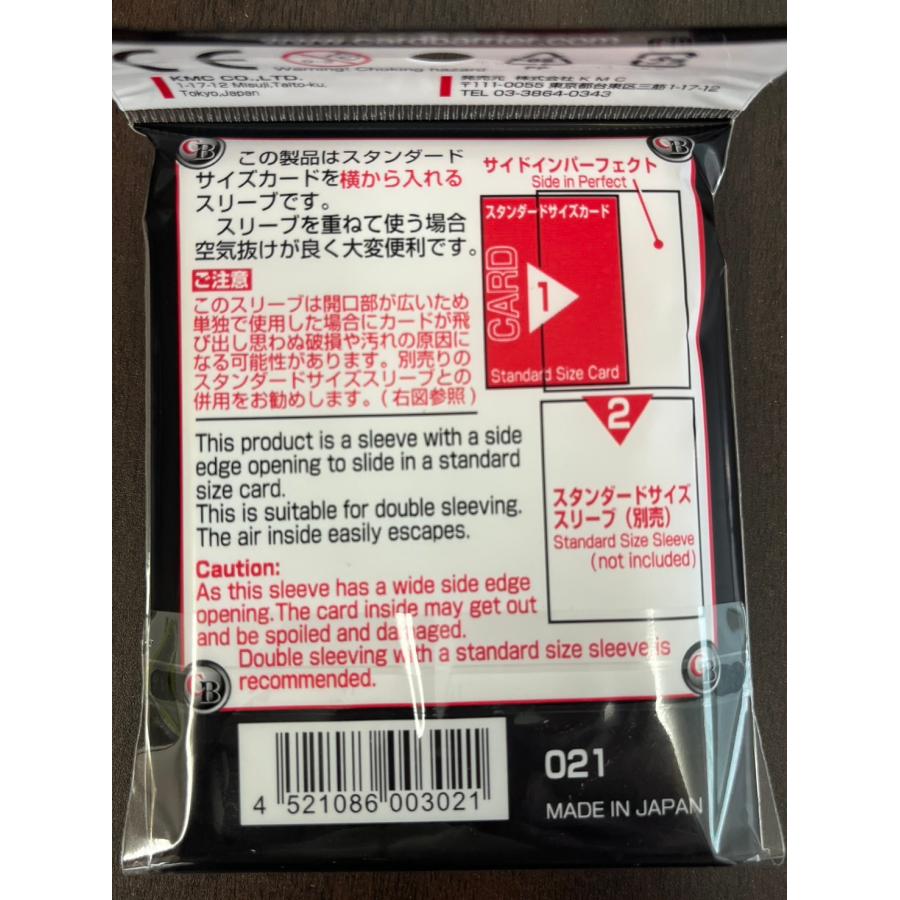 www.cardbarrier.com
Warning! Choking hazard
KMC CO.,LTD.
1-17-12 Misuji,Taito-ku,
Tokyo,Japan
発売元 株式会社KMC
〒111-0055 東京都台東区三筋1-17-12
TEL 03-3864-0343
CB
CB
この製品はスタンダード
サイズカードを横から入れる
スリーブです。
スリーブを重ねて使う場合
空気抜けが良く大変便利です。
ご注意
このスリーブは開口部が広いため
単独で使用した場合にカードが飛
び出し思わぬ破損や汚れの原因に
なる可能性があります。別売りの
スタンダードサイズスリーブとの
併用をお勧めします。(右図参照)
サイドインパーフェクト
Side in Perfect
スタンダードサイズカード
CARD
1
Standard Size Card
2
スタンダードサイズ
スリーブ(別売)
Standard Size Sleeve
(not included)
This product is a sleeve with a side
edge opening to slide in a standard
size card.
This is suitable for double sleeving.
The air inside easily escapes.
Caution:
As this sleeve has a wide side edge
opening.The card inside may get out
and be spoiled and damaged.
Double sleeving with a standard size sleeve is
recommended.
CB
CB
4 521086 003021
021
MADE IN JAPAN